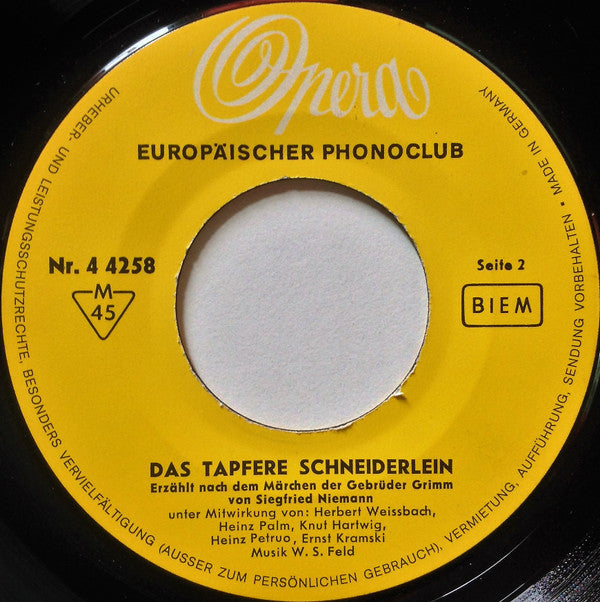 Opera
EUROPÄISCHER PHONOCLUB
Nr. 4 4258
M
45
Seite 2
BIEM
DAS TAPFERE SCHNEIDERLEIN
Erzählt nach dem Märchen der Gebrüder Grimm
von Siegfried Niemann
unter Mitwirkung von: Herbert Weissbach,
Heinz Palm, Knut Hartwig,
Heinz Petruo, Ernst Kramski
Musik W. S. Feld
URHEBER- UND LEISTUNGSSCHUTZRECHTE, BESONDERS VERVIELFÄLTIGUNG (AUSSER ZUM PERSÖNLICHEN GEBRAUCH), VERMIETUNG, AUFFÜHRUNG, SENDUNG VORBEHALTEN • MADE IN GERMANY